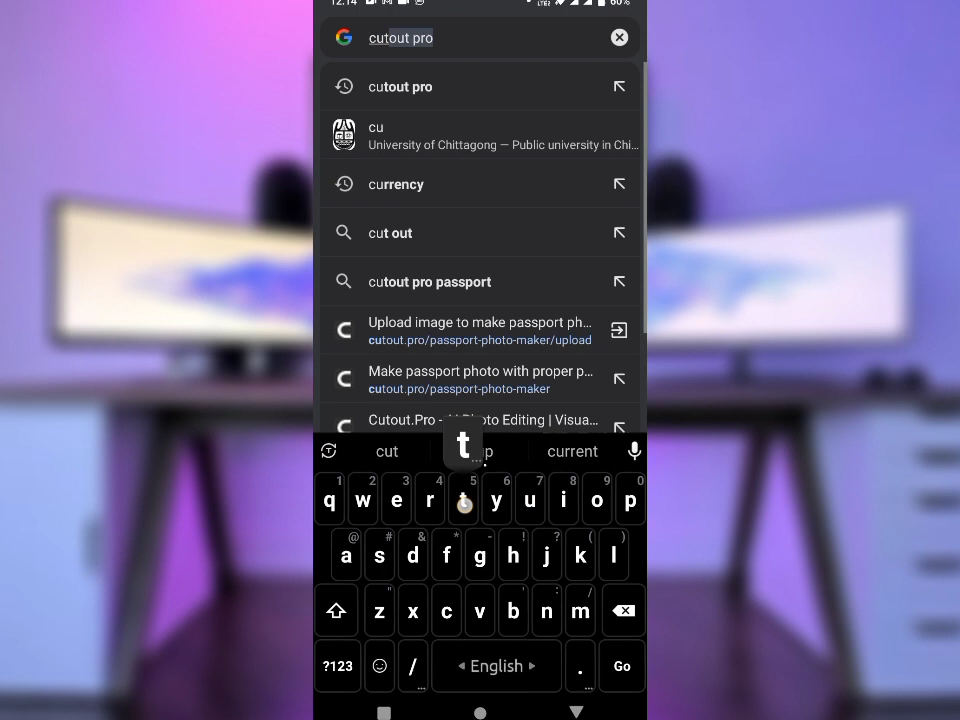 12:14
60%
cutout pro
cutout pro
cu
University of Chittagong — Public university in Chi...
currency
cut out
cutout pro passport
Upload image to make passport ph...
cutout.pro/passport-photo-maker/upload
Make passport photo with proper p...
cutout.pro/passport-photo-maker
Cutout.Pro - Photo Editing | Visua...
cut
t
current
1 2 3 4 5 6 7 8 9 0
q w e r t y u i o p
@ # & * - ! ? ( )
a s d f g h j k l
" ' : ; /
z x c v b n m
?123 / English . Go